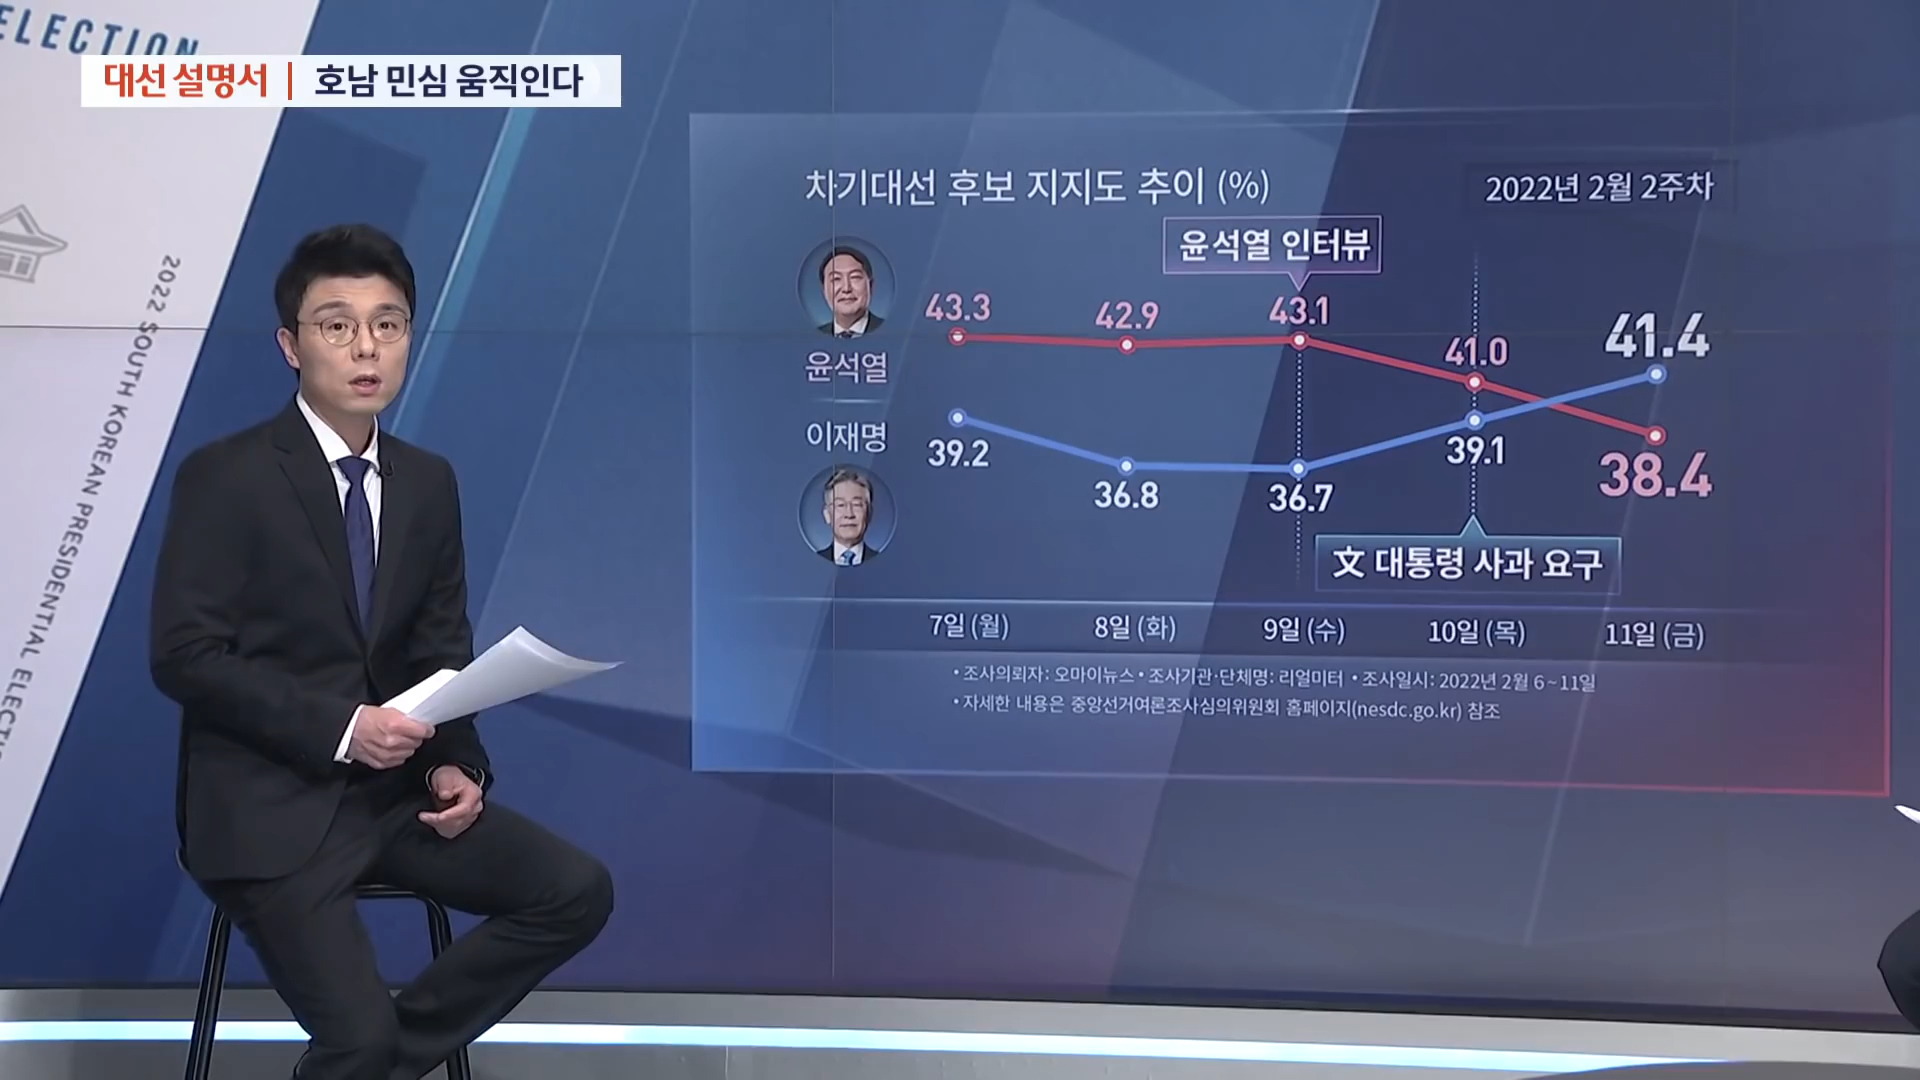 ELECTION
대선 설명서 | 호남 민심 움직인다
2022 SOUTH KOREAN PRESIDENTIAL ELECTI
차기대선 후보 지지도 추이 (%)
2022년 2월 2주차
윤석열 인터뷰
43.3
42.9
43.1
41.0
41.4
윤석열
이재명
39.2
36.8
36.7
39.1
38.4
文 대통령 사과 요구
7일 (월)
8일 (화)
9일 (수)
10일 (목)
11일 (금)
• 조사의뢰자: 오마이뉴스 • 조사기관·단체명: 리얼미터 • 조사일시: 2022년 2월 6~11일
• 자세한 내용은 중앙선거여론조사심의위원회 홈페이지(nesdc.go.kr) 참조